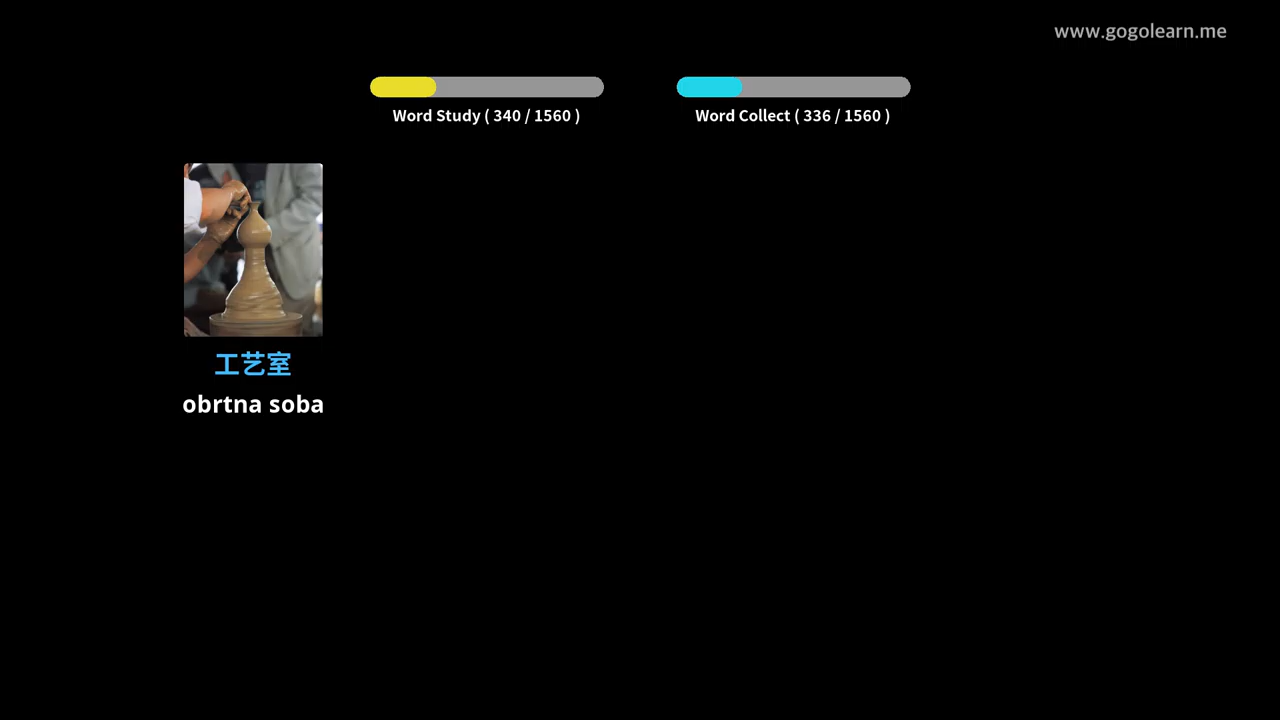 www.gogolearn.me
Word Study ( 340 / 1560 )
Word Collect ( 336 / 1560 )
工艺室
obrtna soba